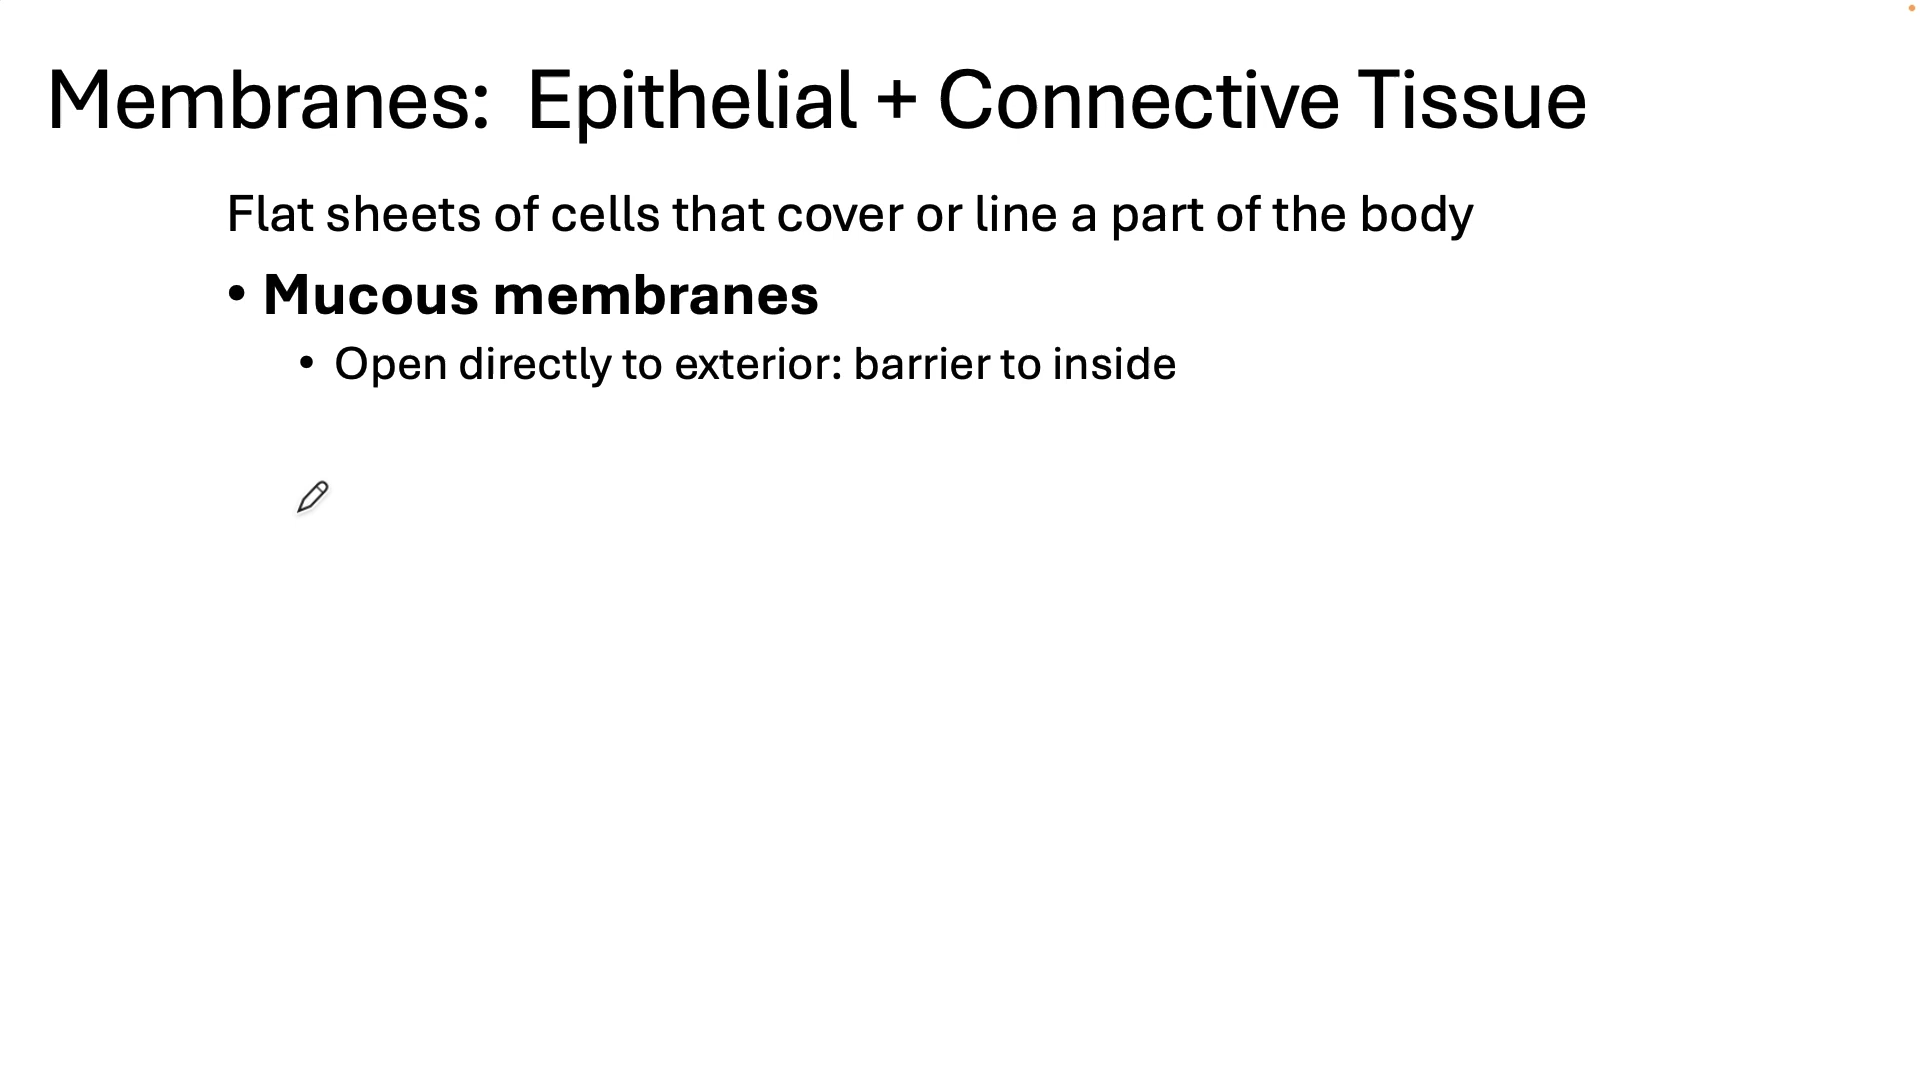 Membranes: Epithelial + Connective Tissue
Flat sheets of cells that cover or line a part of the body
• Mucous membranes
• Open directly to exterior: barrier to inside